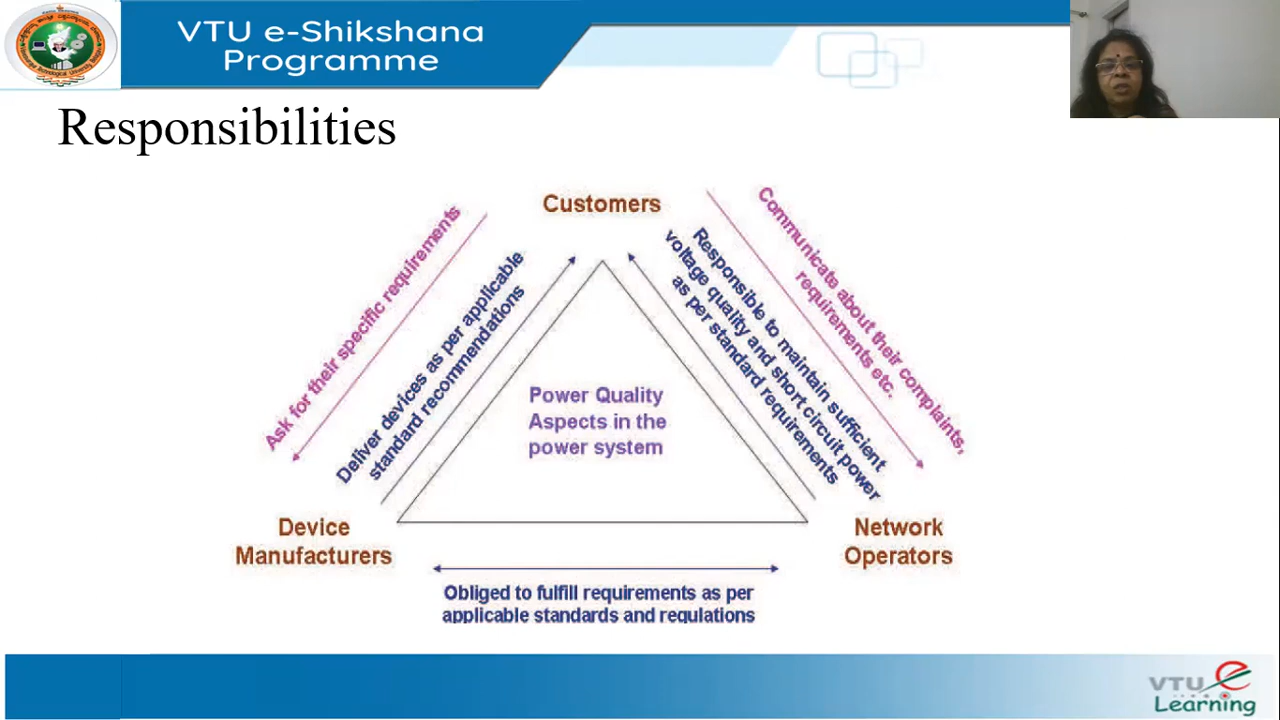 VTU e-Shikshana
Programme
Responsibilities
Customers
Ask for their specific requirements
Deliver devices as per applicable
standard recommendations
Communicate about their complaints,
requirements etc.
Responsible to maintain sufficient
voltage quality and short circuit power
as per standard requirements
Power Quality
Aspects in the
power system
Device
Manufacturers
Network
Operators
Obliged to fulfill requirements as per
applicable standards and regulations
VTU e
Learning